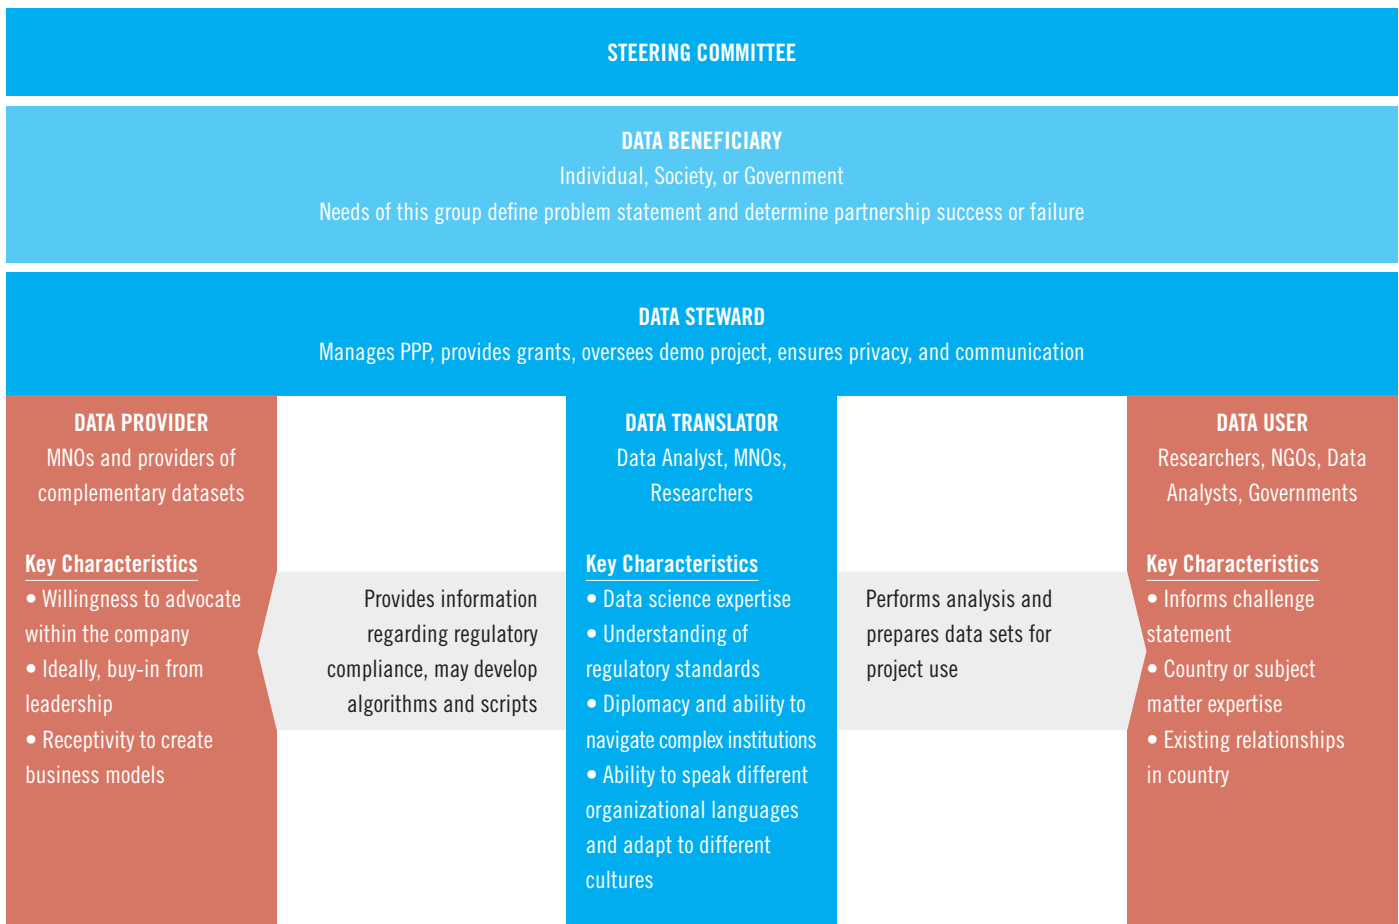 STEERING COMMITTEE
DATA BENEFICIARY
Individual, Society, or Government
Needs of this group define problem statement and determine partnership success or failure
DATA STEWARD
Manages PPP, provides grants, oversees demo project, ensures privacy, and communication
DATA PROVIDER
MNOs and providers of
complementary datasets
Key Characteristics
• Willingness to advocate
within the company
• Ideally, buy-in from
leadership
• Receptivity to create
business models
Provides information
regarding regulatory
compliance, may develop
algorithms and scripts
DATA TRANSLATOR
Data Analyst, MNOs,
Researchers
Key Characteristics
• Data science expertise
• Understanding of
regulatory standards
• Diplomacy and ability to
navigate complex institutions
• Ability to speak different
organizational languages
and adapt to different
cultures
Performs analysis and
prepares data sets for
project use
DATA USER
Researchers, NGOs, Data
Analysts, Governments
Key Characteristics
• Informs challenge
statement
• Country or subject
matter expertise
• Existing relationships
in country